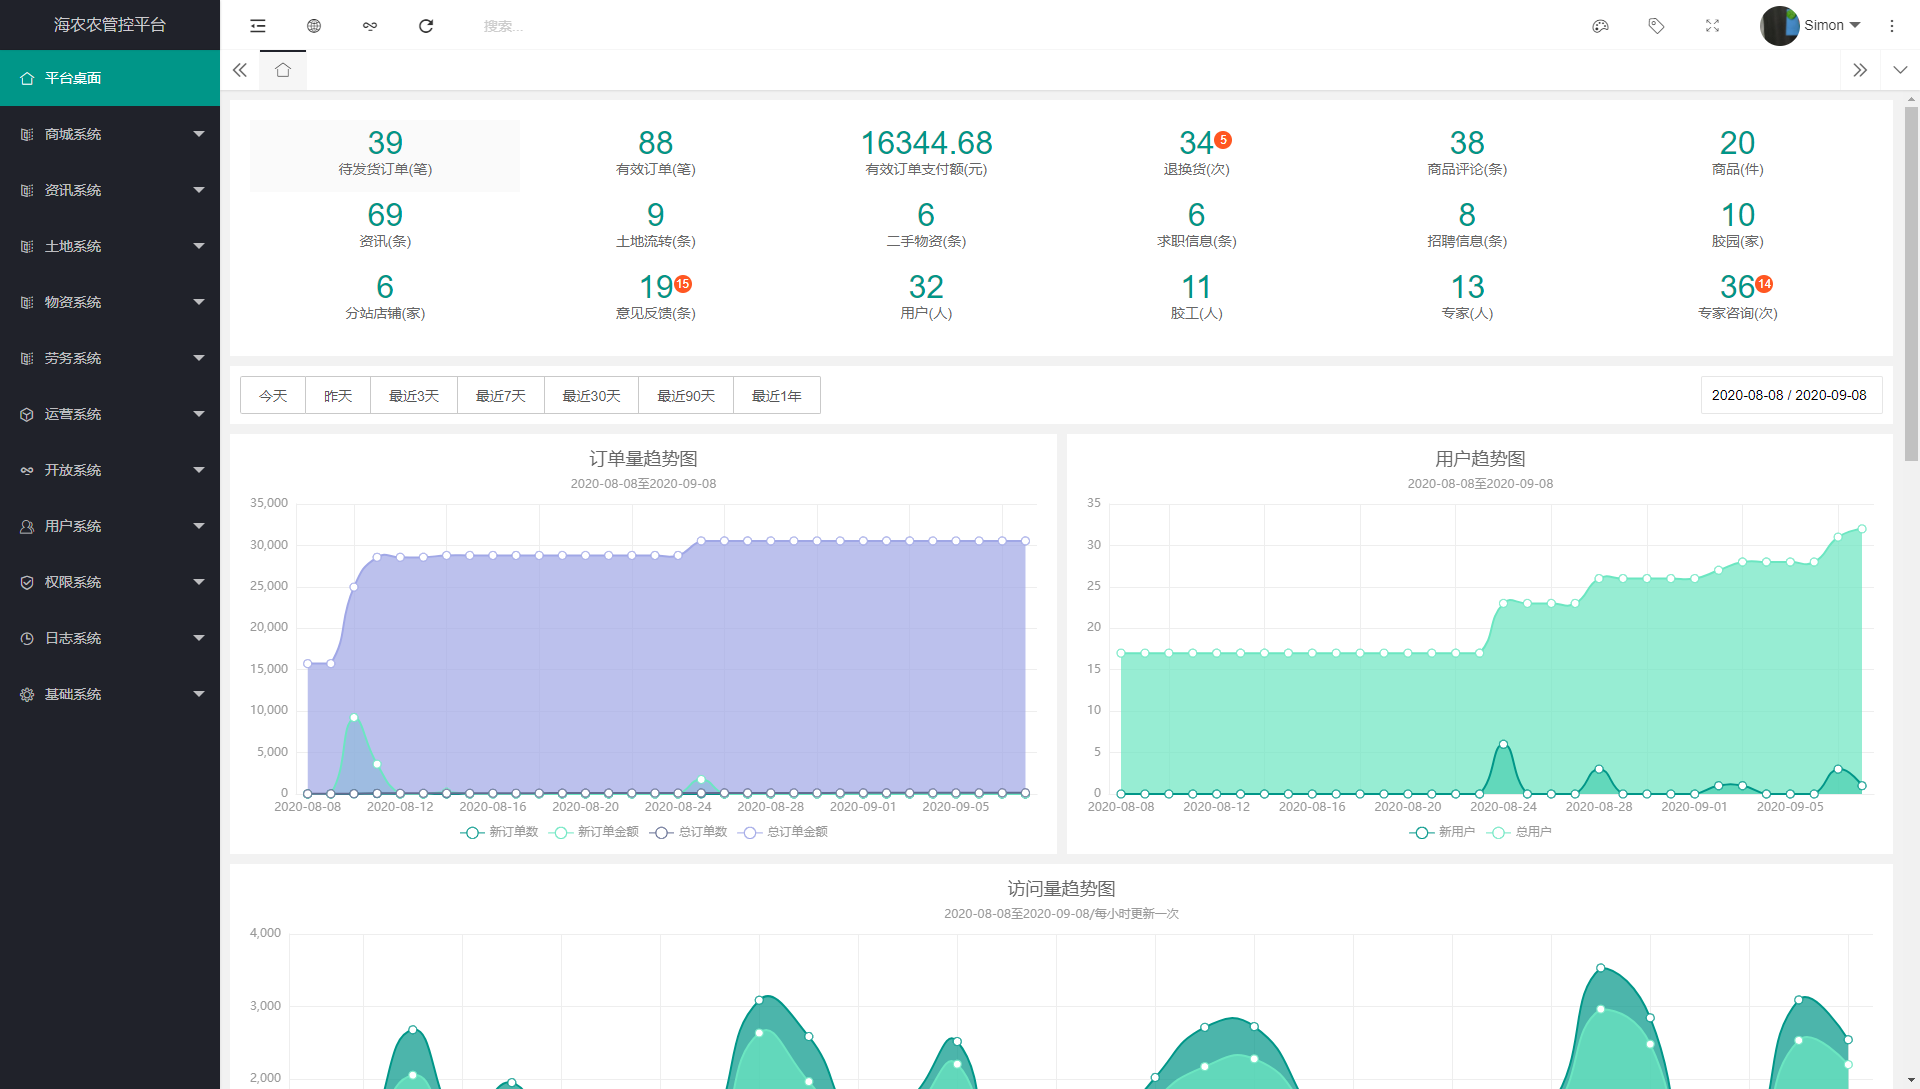 海农农管控平台
搜索...
Simon
平台桌面
商城系统
资讯系统
土地系统
物资系统
劳务系统
运营系统
开放系统
用户系统
权限系统
日志系统
基础系统
39 88 16344.68 34 5 38 20
待发货订单(笔) 有效订单(笔) 有效订单支付额(元) 退换货(次) 商品评论(条) 商品(件)
69 9 6 6 8 10
资讯(条) 土地流转(条) 二手物资(条) 求职信息(条) 招聘信息(条) 胶园(家)
6 19 15 32 11 13 36 14
分站店铺(家) 意见反馈(条) 用户(人) 胶工(人) 专家(人) 专家咨询(次)
今天 昨天 最近3天 最近7天 最近30天 最近90天 最近1年 2020-08-08 / 2020-09-08
订单量趋势图
2020-08-08至2020-09-08
35,000
30,000
25,000
20,000
15,000
10,000
5,000
0
2020-08-08 2020-08-12 2020-08-16 2020-08-20 2020-08-24 2020-08-28 2020-09-01 2020-09-05
新订单数 新订单金额 总订单数 总订单金额
用户趋势图
2020-08-08至2020-09-08
35
30
25
20
15
10
5
0
2020-08-08 2020-08-12 2020-08-16 2020-08-20 2020-08-24 2020-08-28 2020-09-01 2020-09-05
新用户 总用户
访问量趋势图
2020-08-08至2020-09-08/每小时更新一次
4,000
3,000
2,000